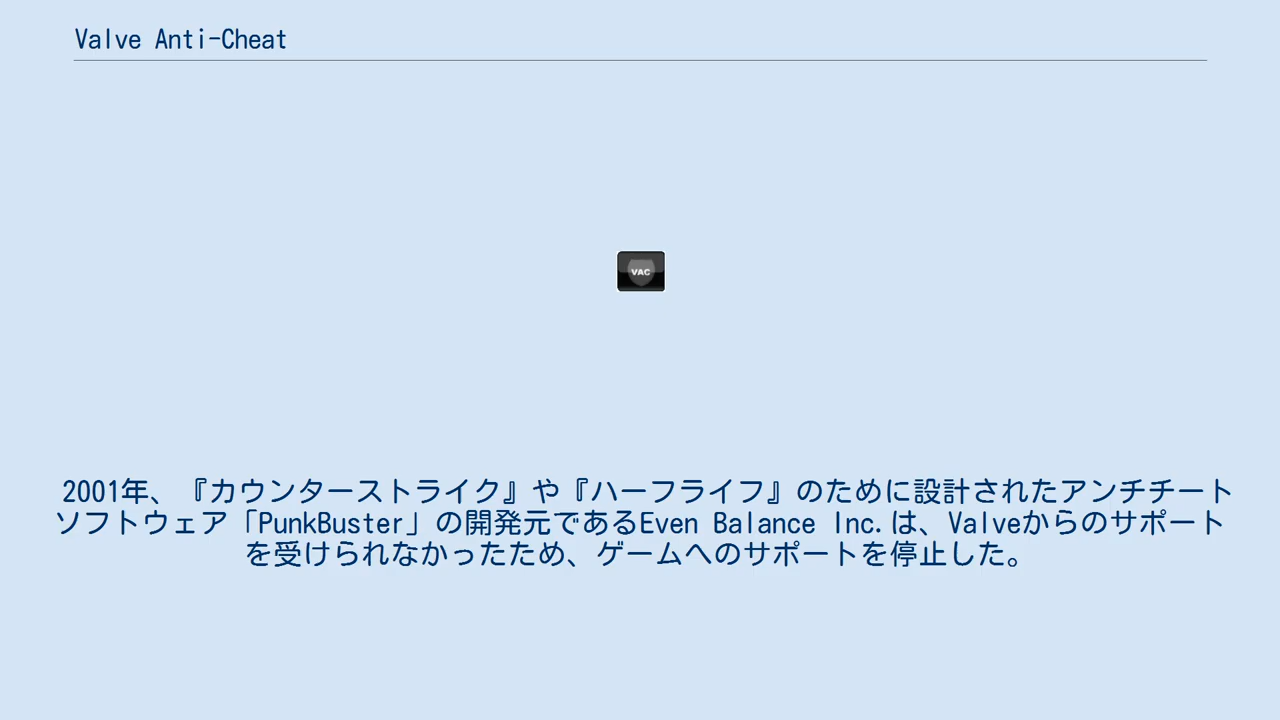 Valve Anti-Cheat
VAC
2001年、『カウンターストライク』や『ハーフライフ』のために設計されたアンチチート
ソフトウェア「PunkBuster」の開発元であるEven Balance Inc.は、Valveからのサポート
を受けられなかったため、ゲームへのサポートを停止した。